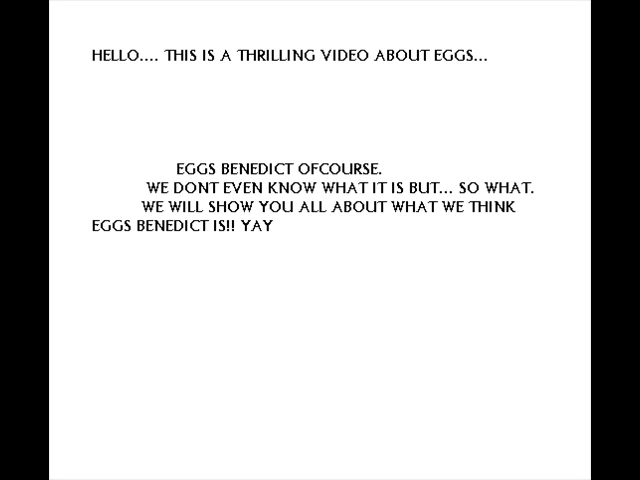 HELLO.... THIS IS A THRILLING VIDEO ABOUT EGGS...
EGGS BENEDICT OFCOURSE.
WE DONT EVEN KNOW WHAT IT IS BUT... SO WHAT.
WE WILL SHOW YOU ALL ABOUT WHAT WE THINK
EGGS BENEDICT IS!! YAY